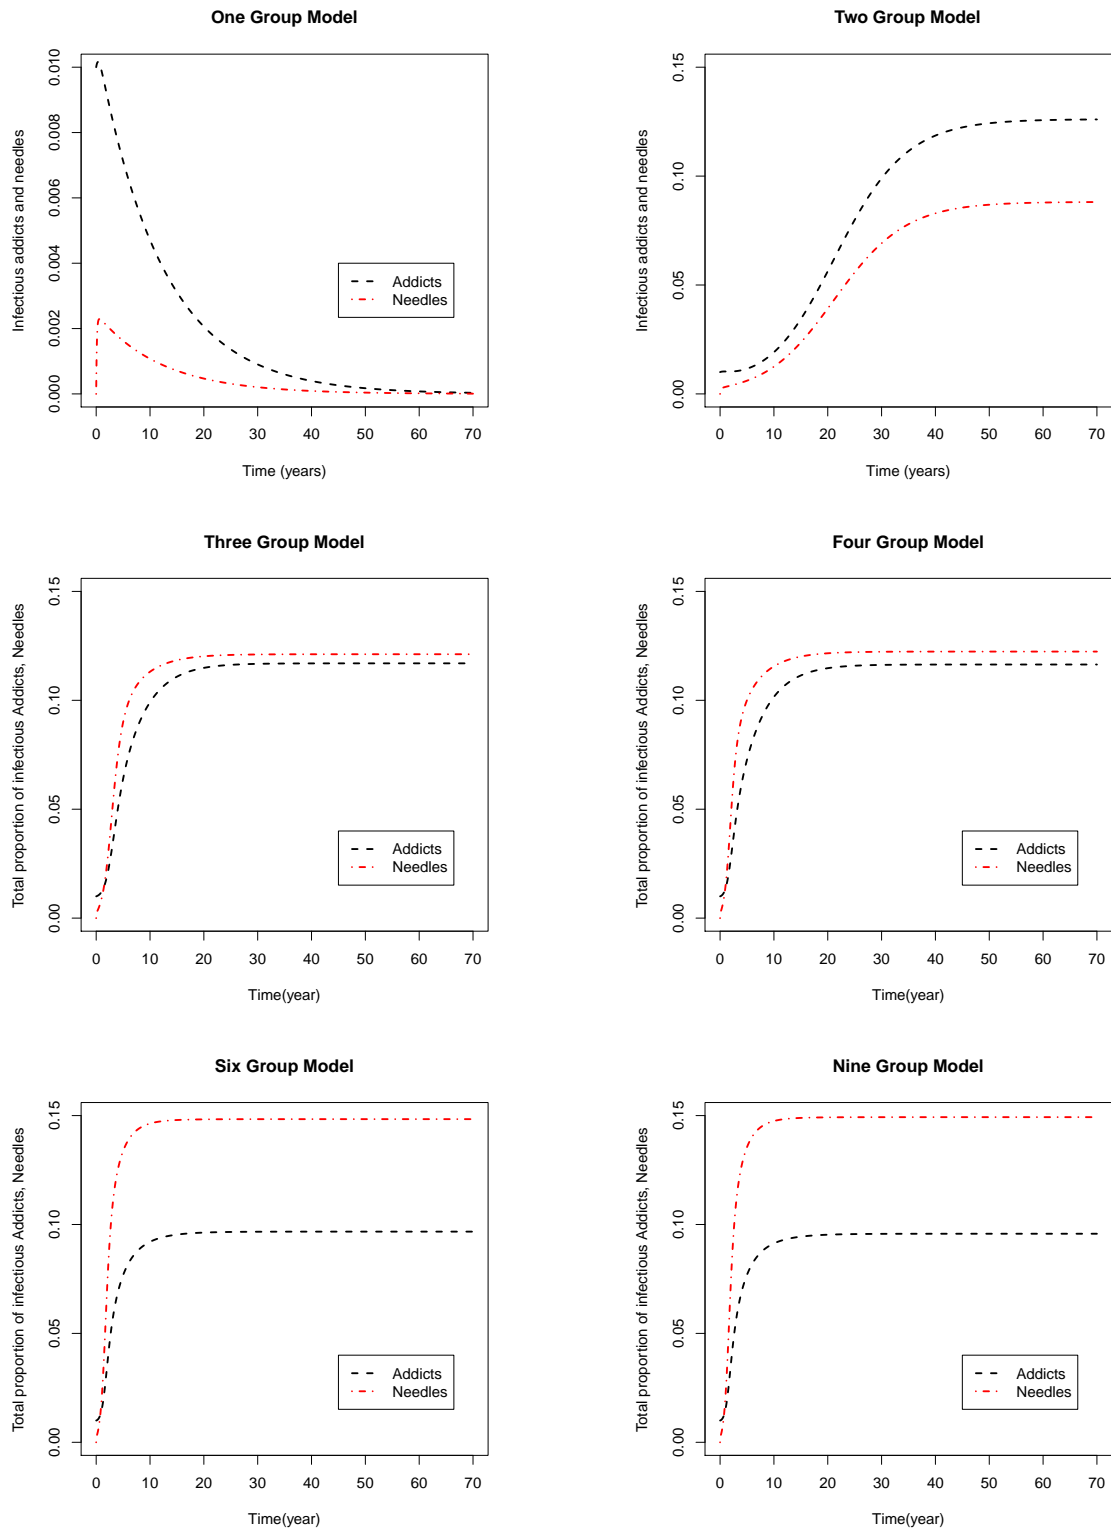 One Group Model
Infectious addicts and needles
0.000 0.002 0.004 0.006 0.008 0.010
Addicts
Needles
0 10 20 30 40 50 60 70
Time (years)
Two Group Model
Infectious addicts and needles
0.00 0.05 0.10 0.15
0 10 20 30 40 50 60 70
Time (years)
Three Group Model
Total proportion of infectious Addicts, Needles
0.00 0.05 0.10 0.15
Addicts
Needles
0 10 20 30 40 50 60 70
Time(year)
Four Group Model
Total proportion of infectious Addicts, Needles
0.00 0.05 0.10 0.15
Addicts
Needles
0 10 20 30 40 50 60 70
Time(year)
Six Group Model
Total proportion of infectious Addicts, Needles
0.00 0.05 0.10 0.15
Addicts
Needles
0 10 20 30 40 50 60 70
Time(year)
Nine Group Model
Total proportion of infectious Addicts, Needles
0.00 0.05 0.10 0.15
Addicts
Needles
0 10 20 30 40 50 60 70
Time(year)